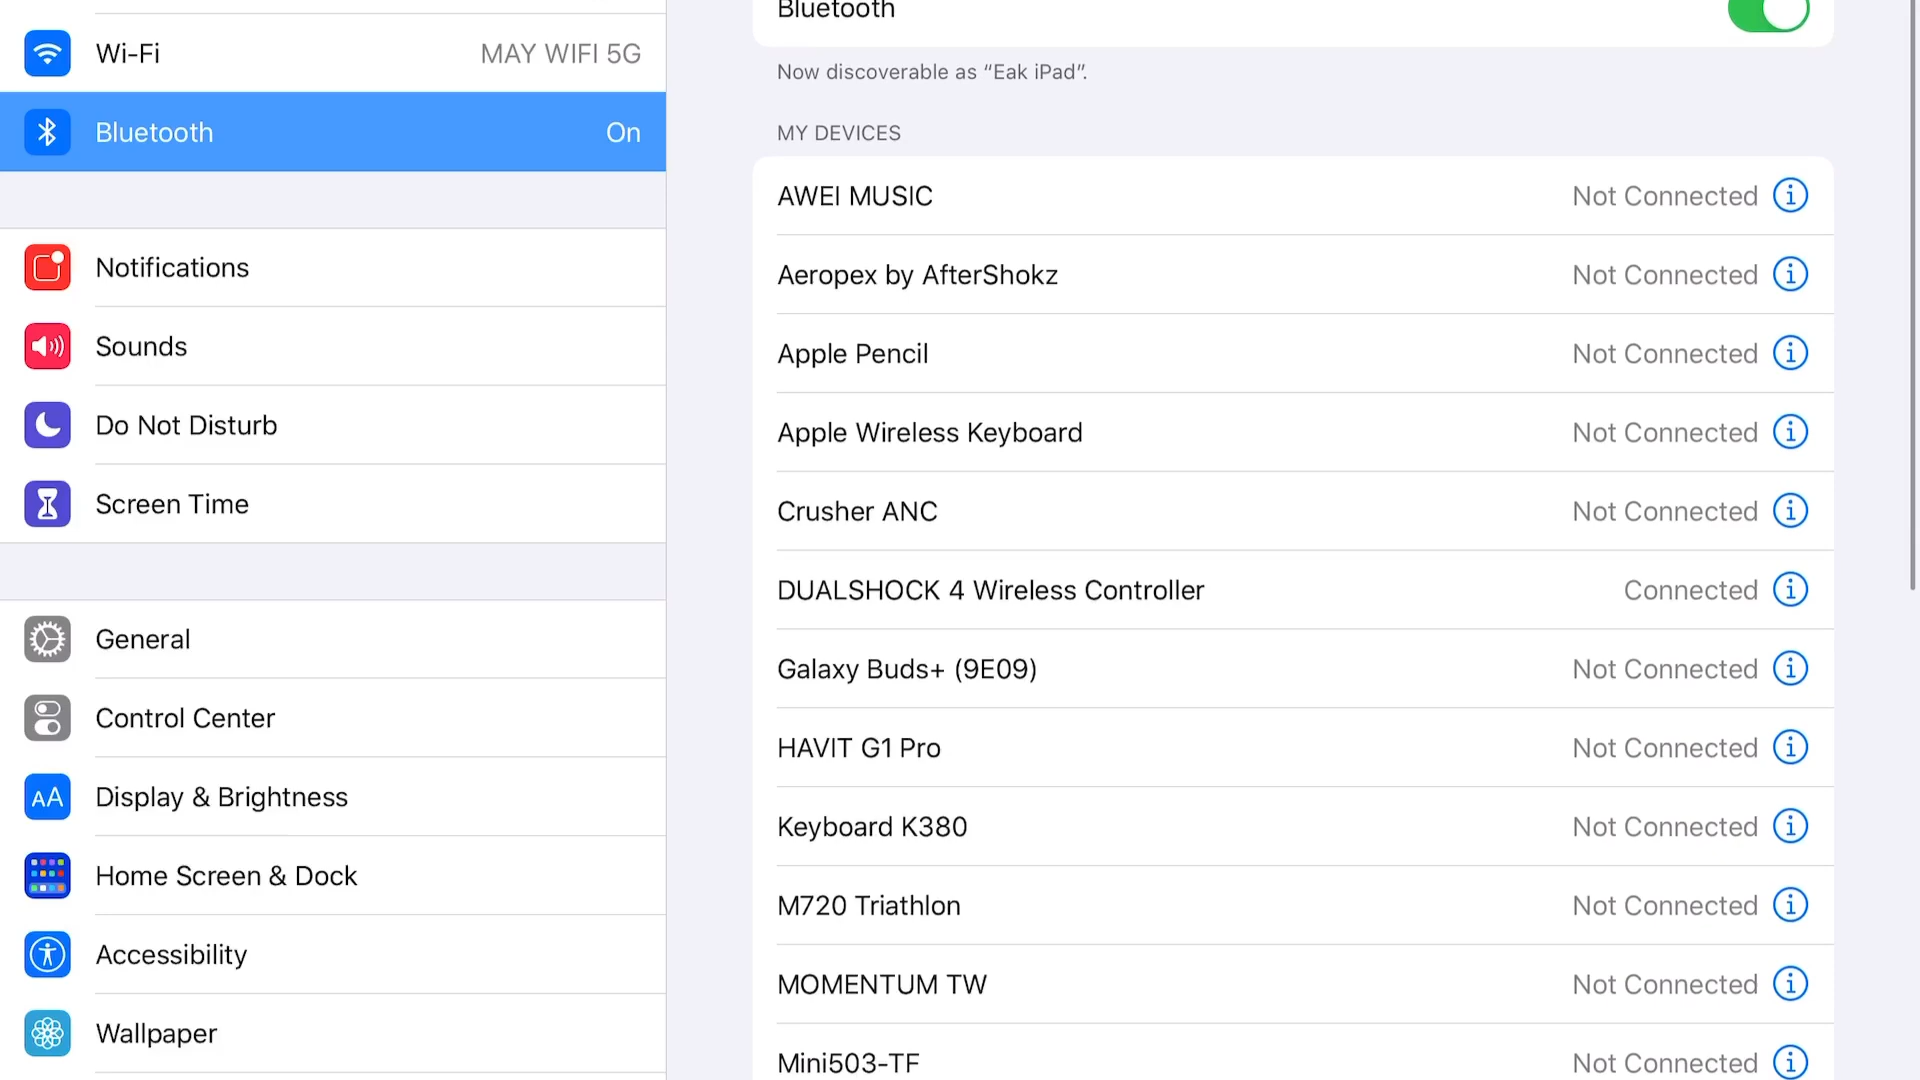 Wi-Fi MAY WIFI 5G
Bluetooth On
Notifications
Sounds
Do Not Disturb
Screen Time
General
Control Center
AA Display & Brightness
Home Screen & Dock
Accessibility
Wallpaper
Bluetooth
Now discoverable as “Eak iPad”.
MY DEVICES
AWEI MUSIC Not Connected
Aeropex by AfterShokz Not Connected
Apple Pencil Not Connected
Apple Wireless Keyboard Not Connected
Crusher ANC Not Connected
DUALSHOCK 4 Wireless Controller Connected
Galaxy Buds+ (9E09) Not Connected
HAVIT G1 Pro Not Connected
Keyboard K380 Not Connected
M720 Triathlon Not Connected
MOMENTUM TW Not Connected
Mini503-TF Not Connected